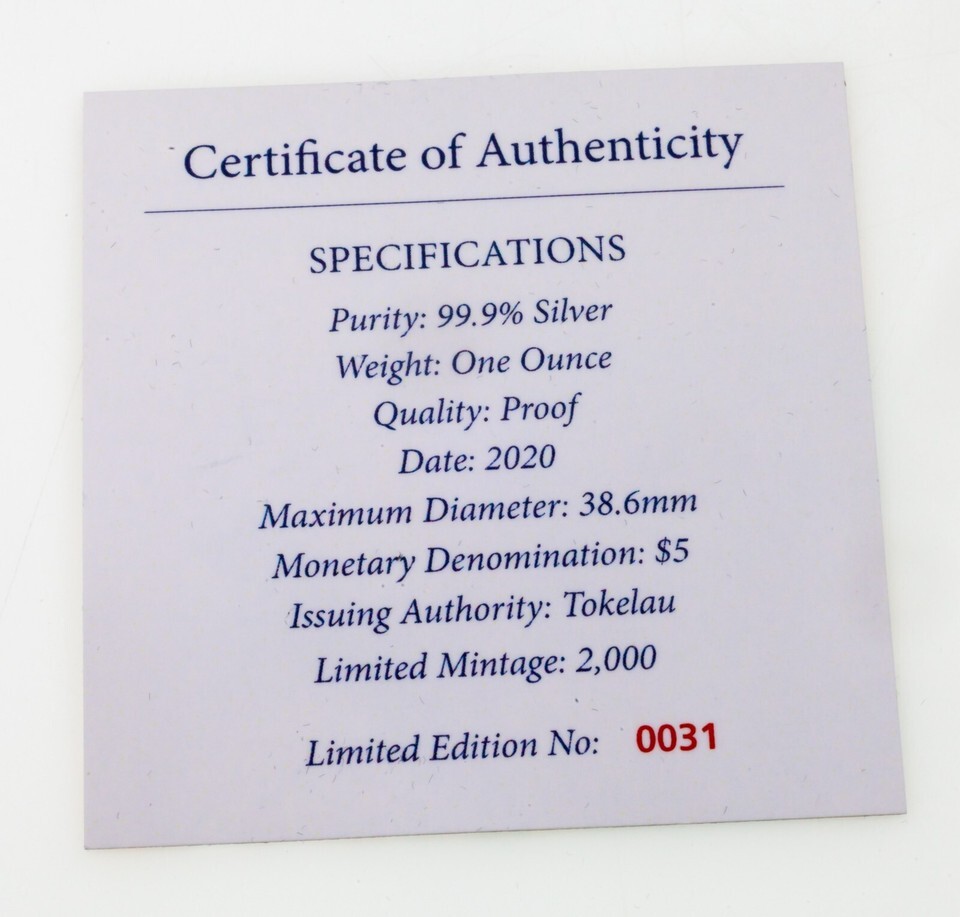 Certificate of Authenticity
SPECIFICATIONS
Purity: 99.9% Silver
Weight: One Ounce
Quality: Proof
Date: 2020
Maximum Diameter: 38.6mm
Monetary Denomination: $5
Issuing Authority: Tokelau
Limited Mintage: 2,000
Limited Edition No: 0031